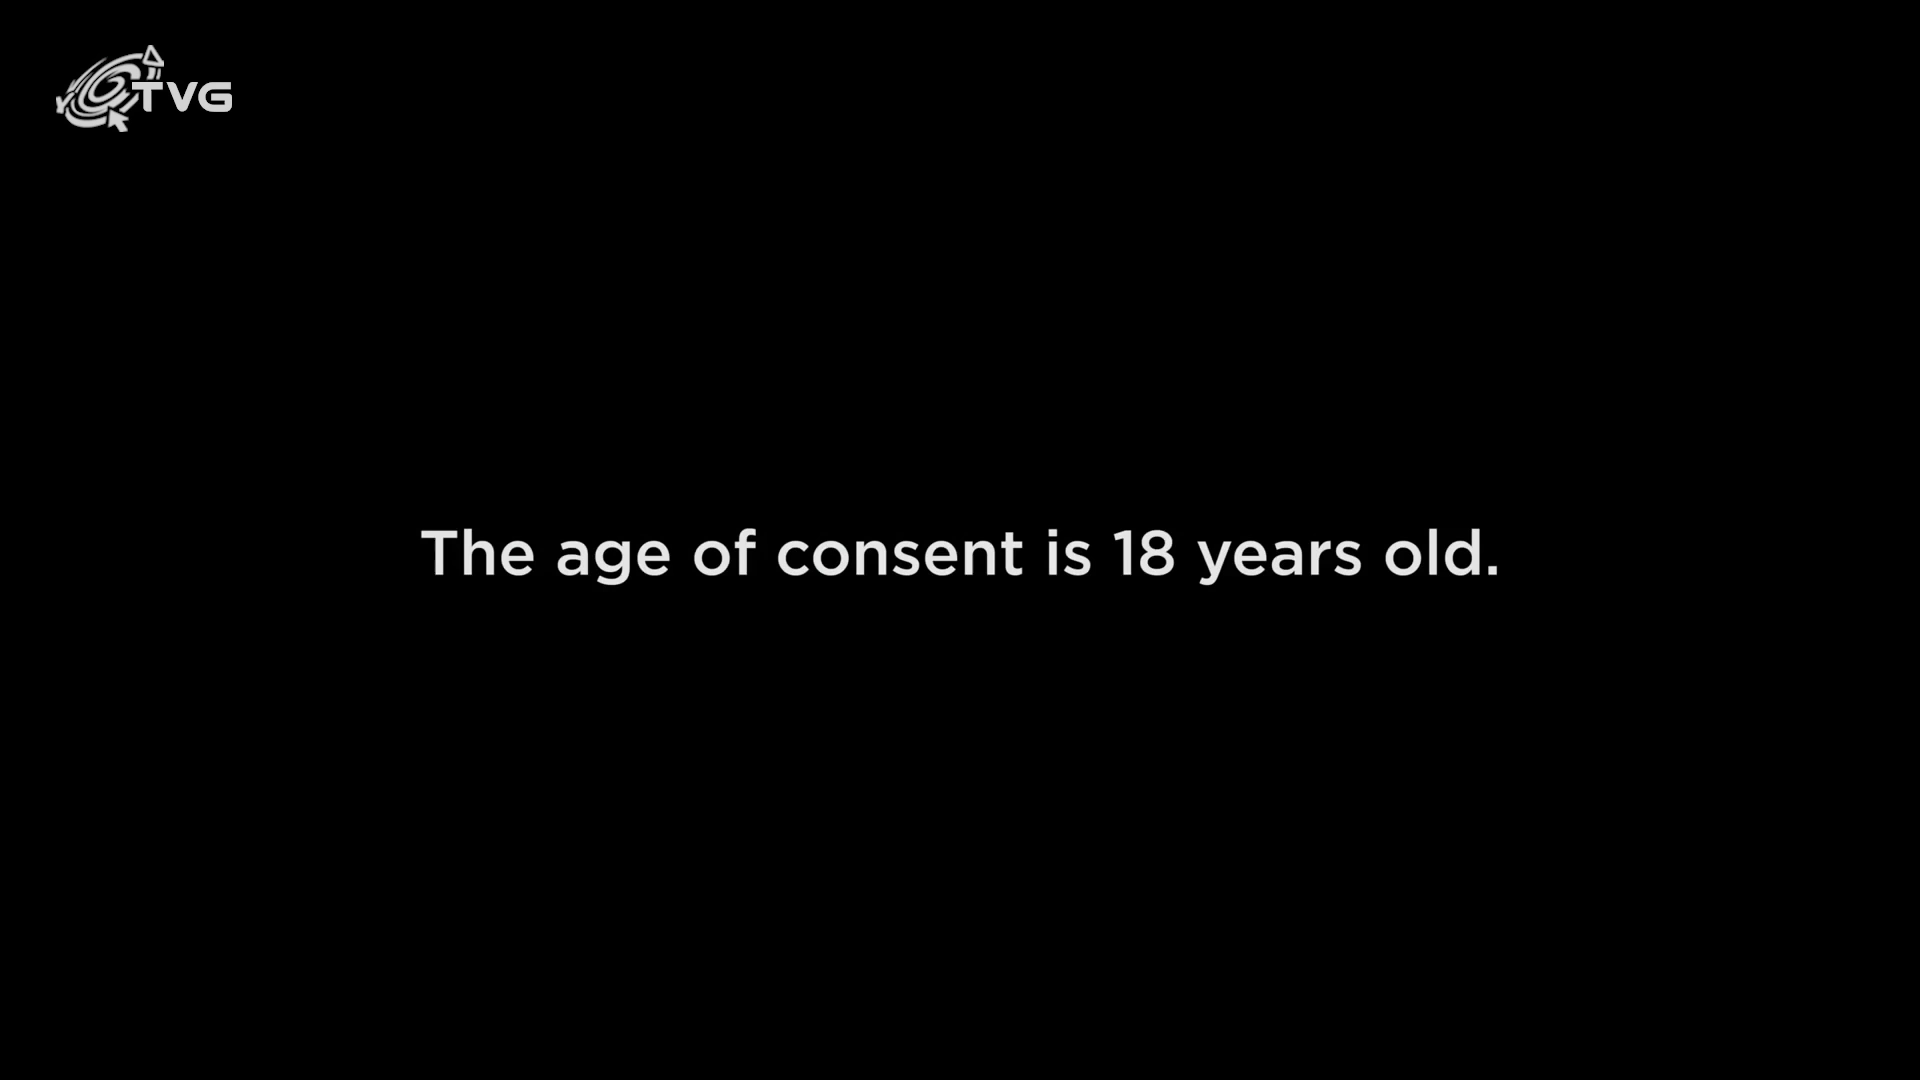 TVG
The age of consent is 18 years old.